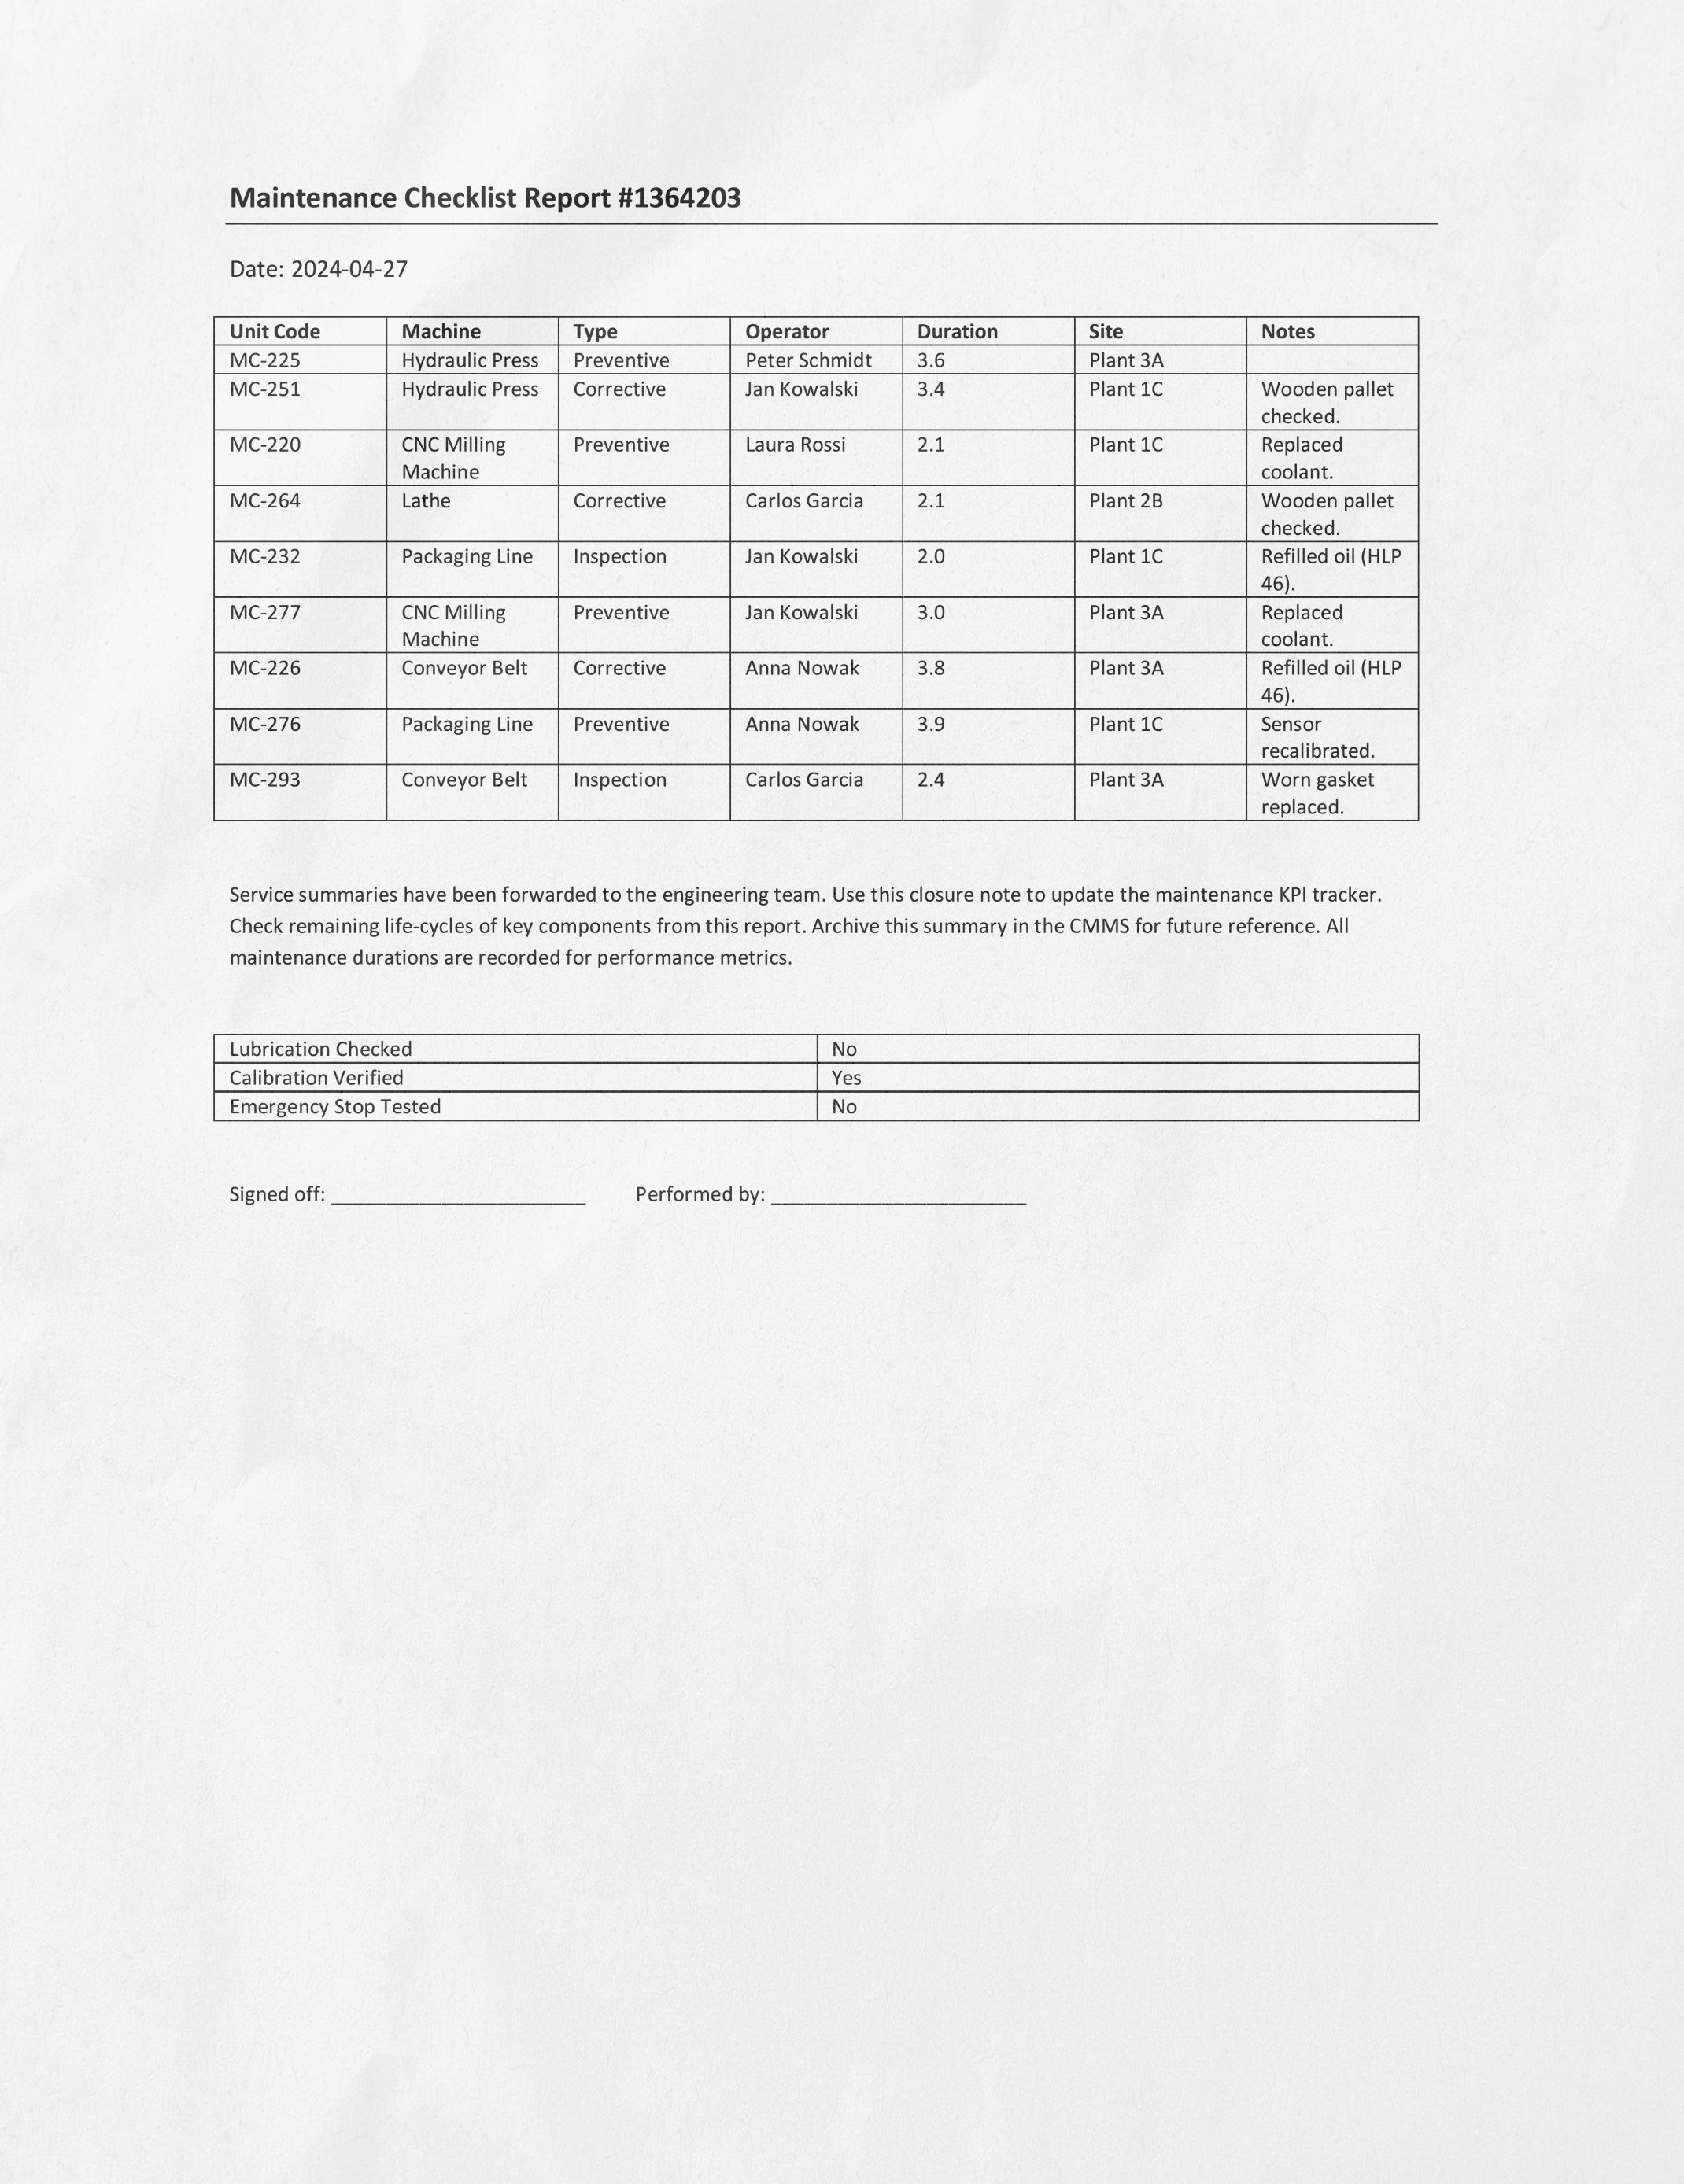 Maintenance Checklist Report #1364203
Date: 2024-04-27
Unit Code Machine Type Operator Duration Site Notes
MC-225 Hydraulic Press Preventive Peter Schmidt 3.6 Plant 3A
MC-251 Hydraulic Press Corrective Jan Kowalski 3.4 Plant 1C Wooden pallet
checked.
MC-220 CNC Milling Preventive Laura Rossi 2.1 Plant 1C Replaced
Machine coolant.
MC-264 Lathe Corrective Carlos Garcia 2.1 Plant 2B Wooden pallet
checked.
MC-232 Packaging Line Inspection Jan Kowalski 2.0 Plant 1C Refilled oil (HLP
46).
MC-277 CNC Milling Preventive Jan Kowalski 3.0 Plant 3A Replaced
Machine coolant.
MC-226 Conveyor Belt Corrective Anna Nowak 3.8 Plant 3A Refilled oil (HLP
46).
MC-276 Packaging Line Preventive Anna Nowak 3.9 Plant 1C Sensor
recalibrated.
MC-293 Conveyor Belt Inspection Carlos Garcia 2.4 Plant 3A Worn gasket
replaced.
Service summaries have been forwarded to the engineering team. Use this closure note to update the maintenance KPI tracker.
Check remaining life-cycles of key components from this report. Archive this summary in the CMMS for future reference. All
maintenance durations are recorded for performance metrics.
Lubrication Checked No
Calibration Verified Yes
Emergency Stop Tested No
Signed off: _______________________ Performed by: _______________________